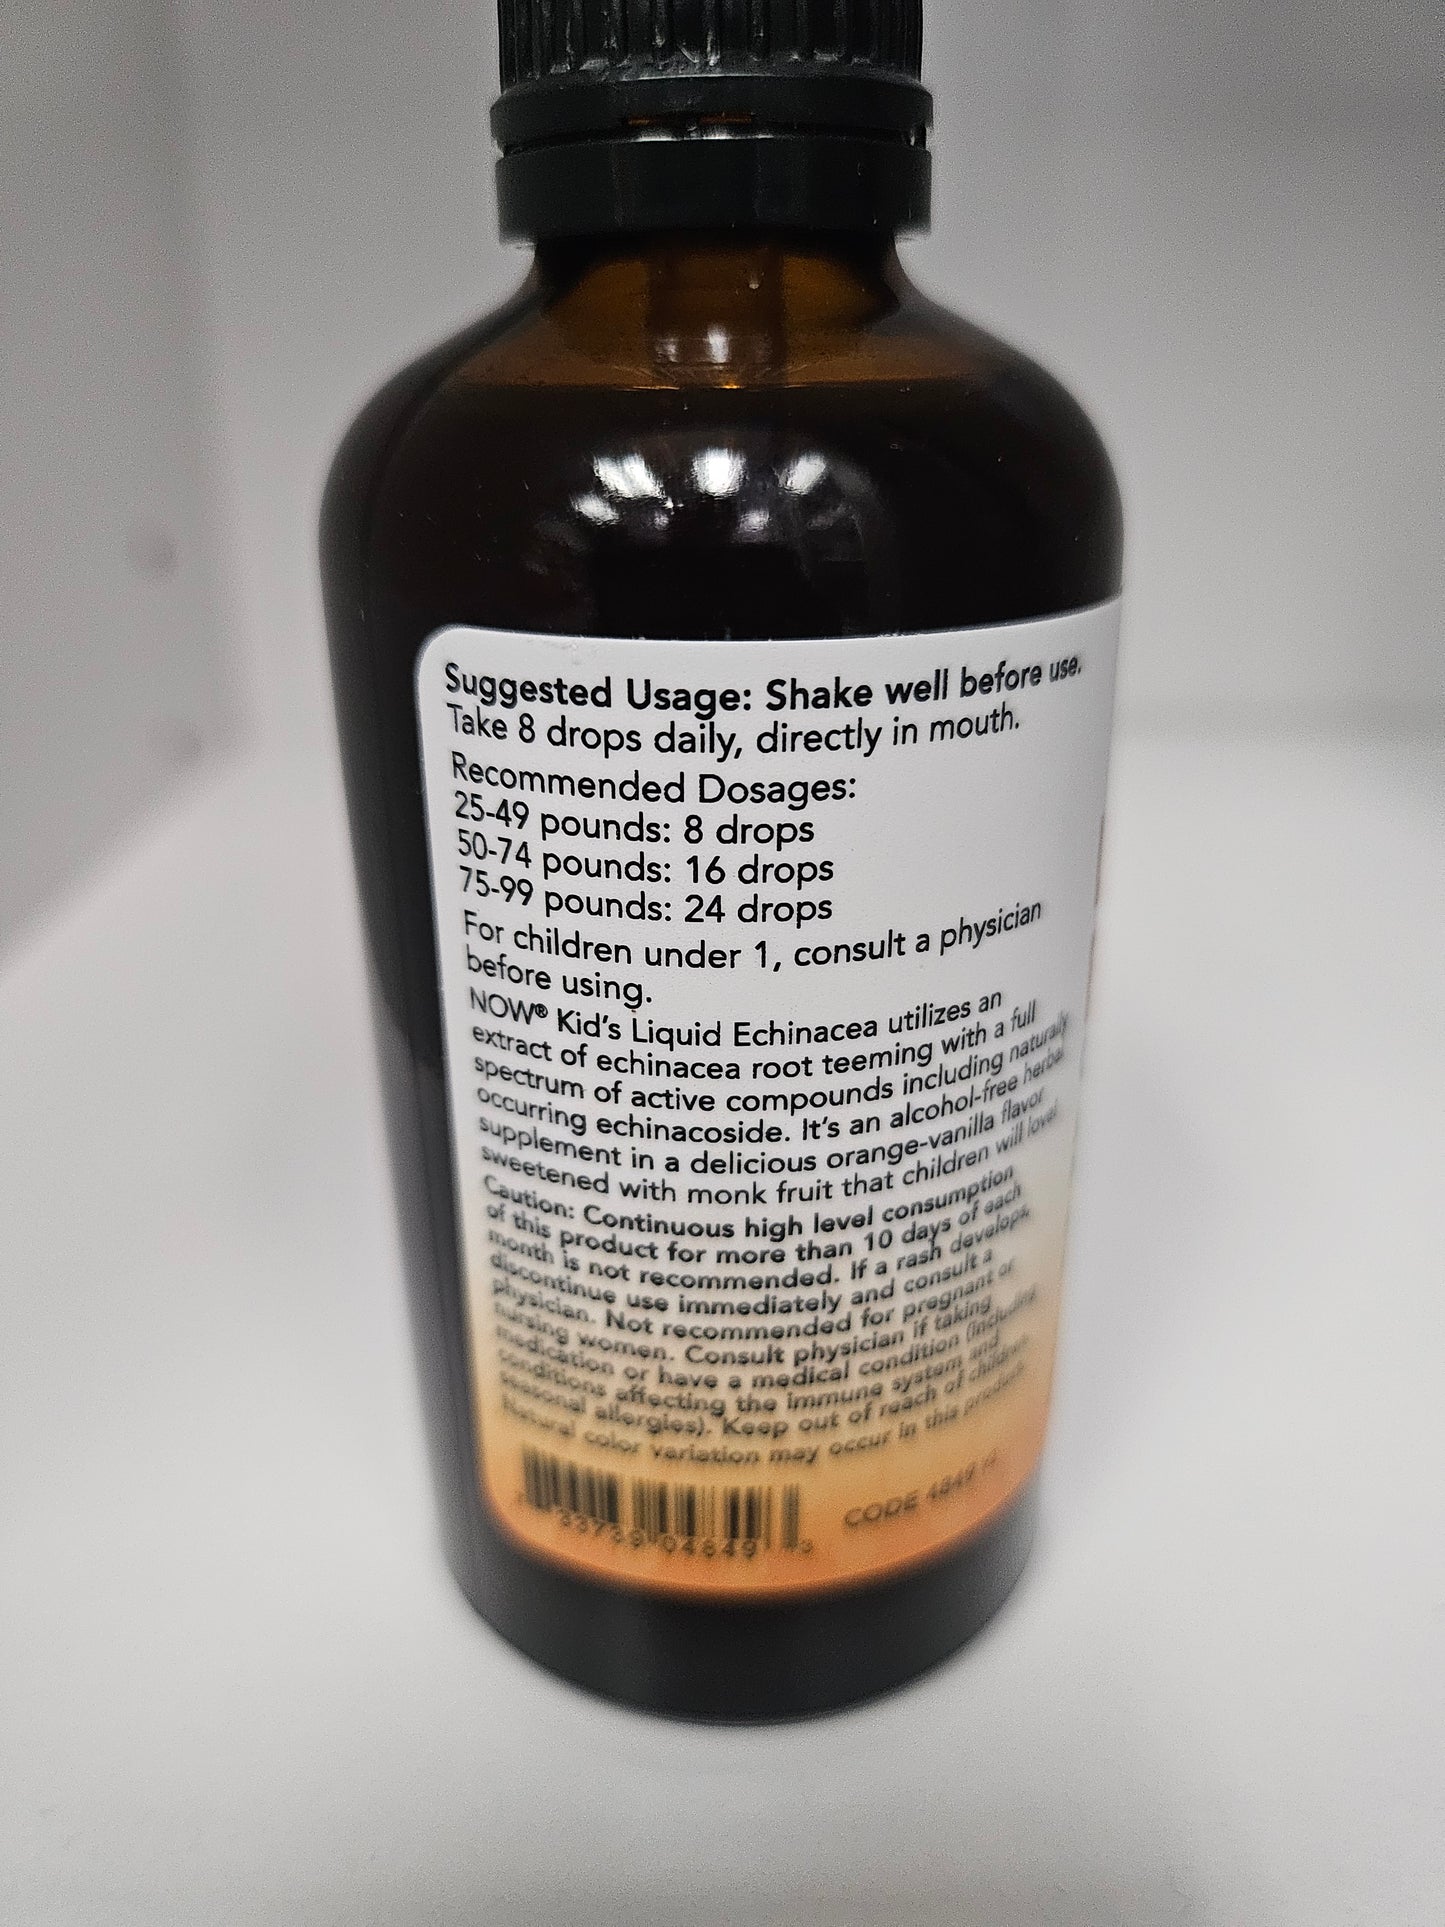 Suggested Usage: Shake well before use.
Take 8 drops daily, directly in mouth.
Recommended Dosages:
25-49 pounds: 8 drops
50-74 pounds: 16 drops
75-99 pounds: 24 drops
For children under 1, consult a physician
before using.
NOW® Kid's Liquid Echinacea utilizes an
extract of echinacea root teeming with a full
spectrum of active compounds including naturally
occurring echinacoside. It's an alcohol-free herbal
supplement in a delicious orange-vanilla flavor
sweetened with monk fruit that children will love!
Caution: Continuous high level consumption
of this product for more than 10 days of each
month is not recommended. If a rash develops,
discontinue use immediately and consult a
physician. Not recommended for pregnant or
nursing women. Consult physician if taking
medication or have a medical condition (including
conditions affecting the immune system and
seasonal allergies). Keep out of reach of children.
Natural color variation may occur in this product.
33739 04849
CODE 4849